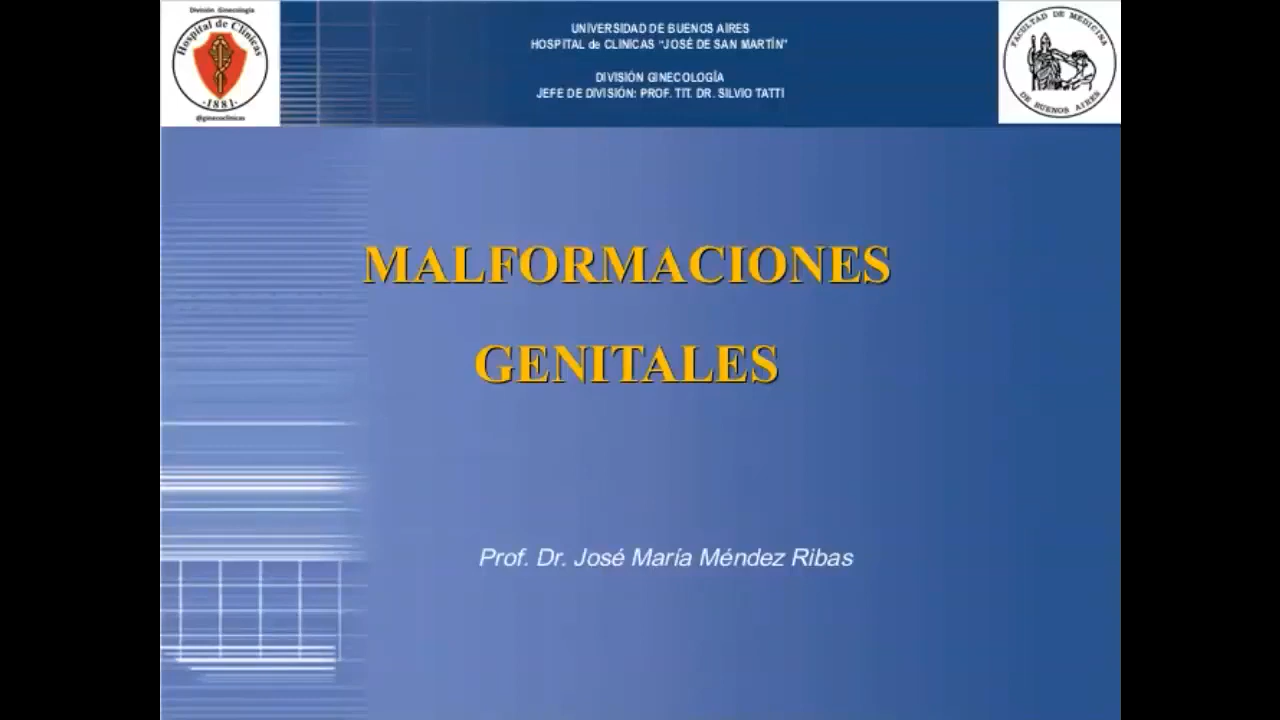 División Ginecología
Hospital de Clínicas
·1881·
@ginecoclinicas
UNIVERSIDAD DE BUENOS AIRES
HOSPITAL de CLINICAS "JOSÉ DE SAN MARTÍN"
DIVISIÓN GINECOLOGÍA
JEFE DE DIVISIÓN: PROF. TIT. DR. SILVIO TATTI
FACULTAD DE MEDICINA
DE BUENOS AIRES
MALFORMACIONES
GENITALES
Prof. Dr. José María Méndez Ribas